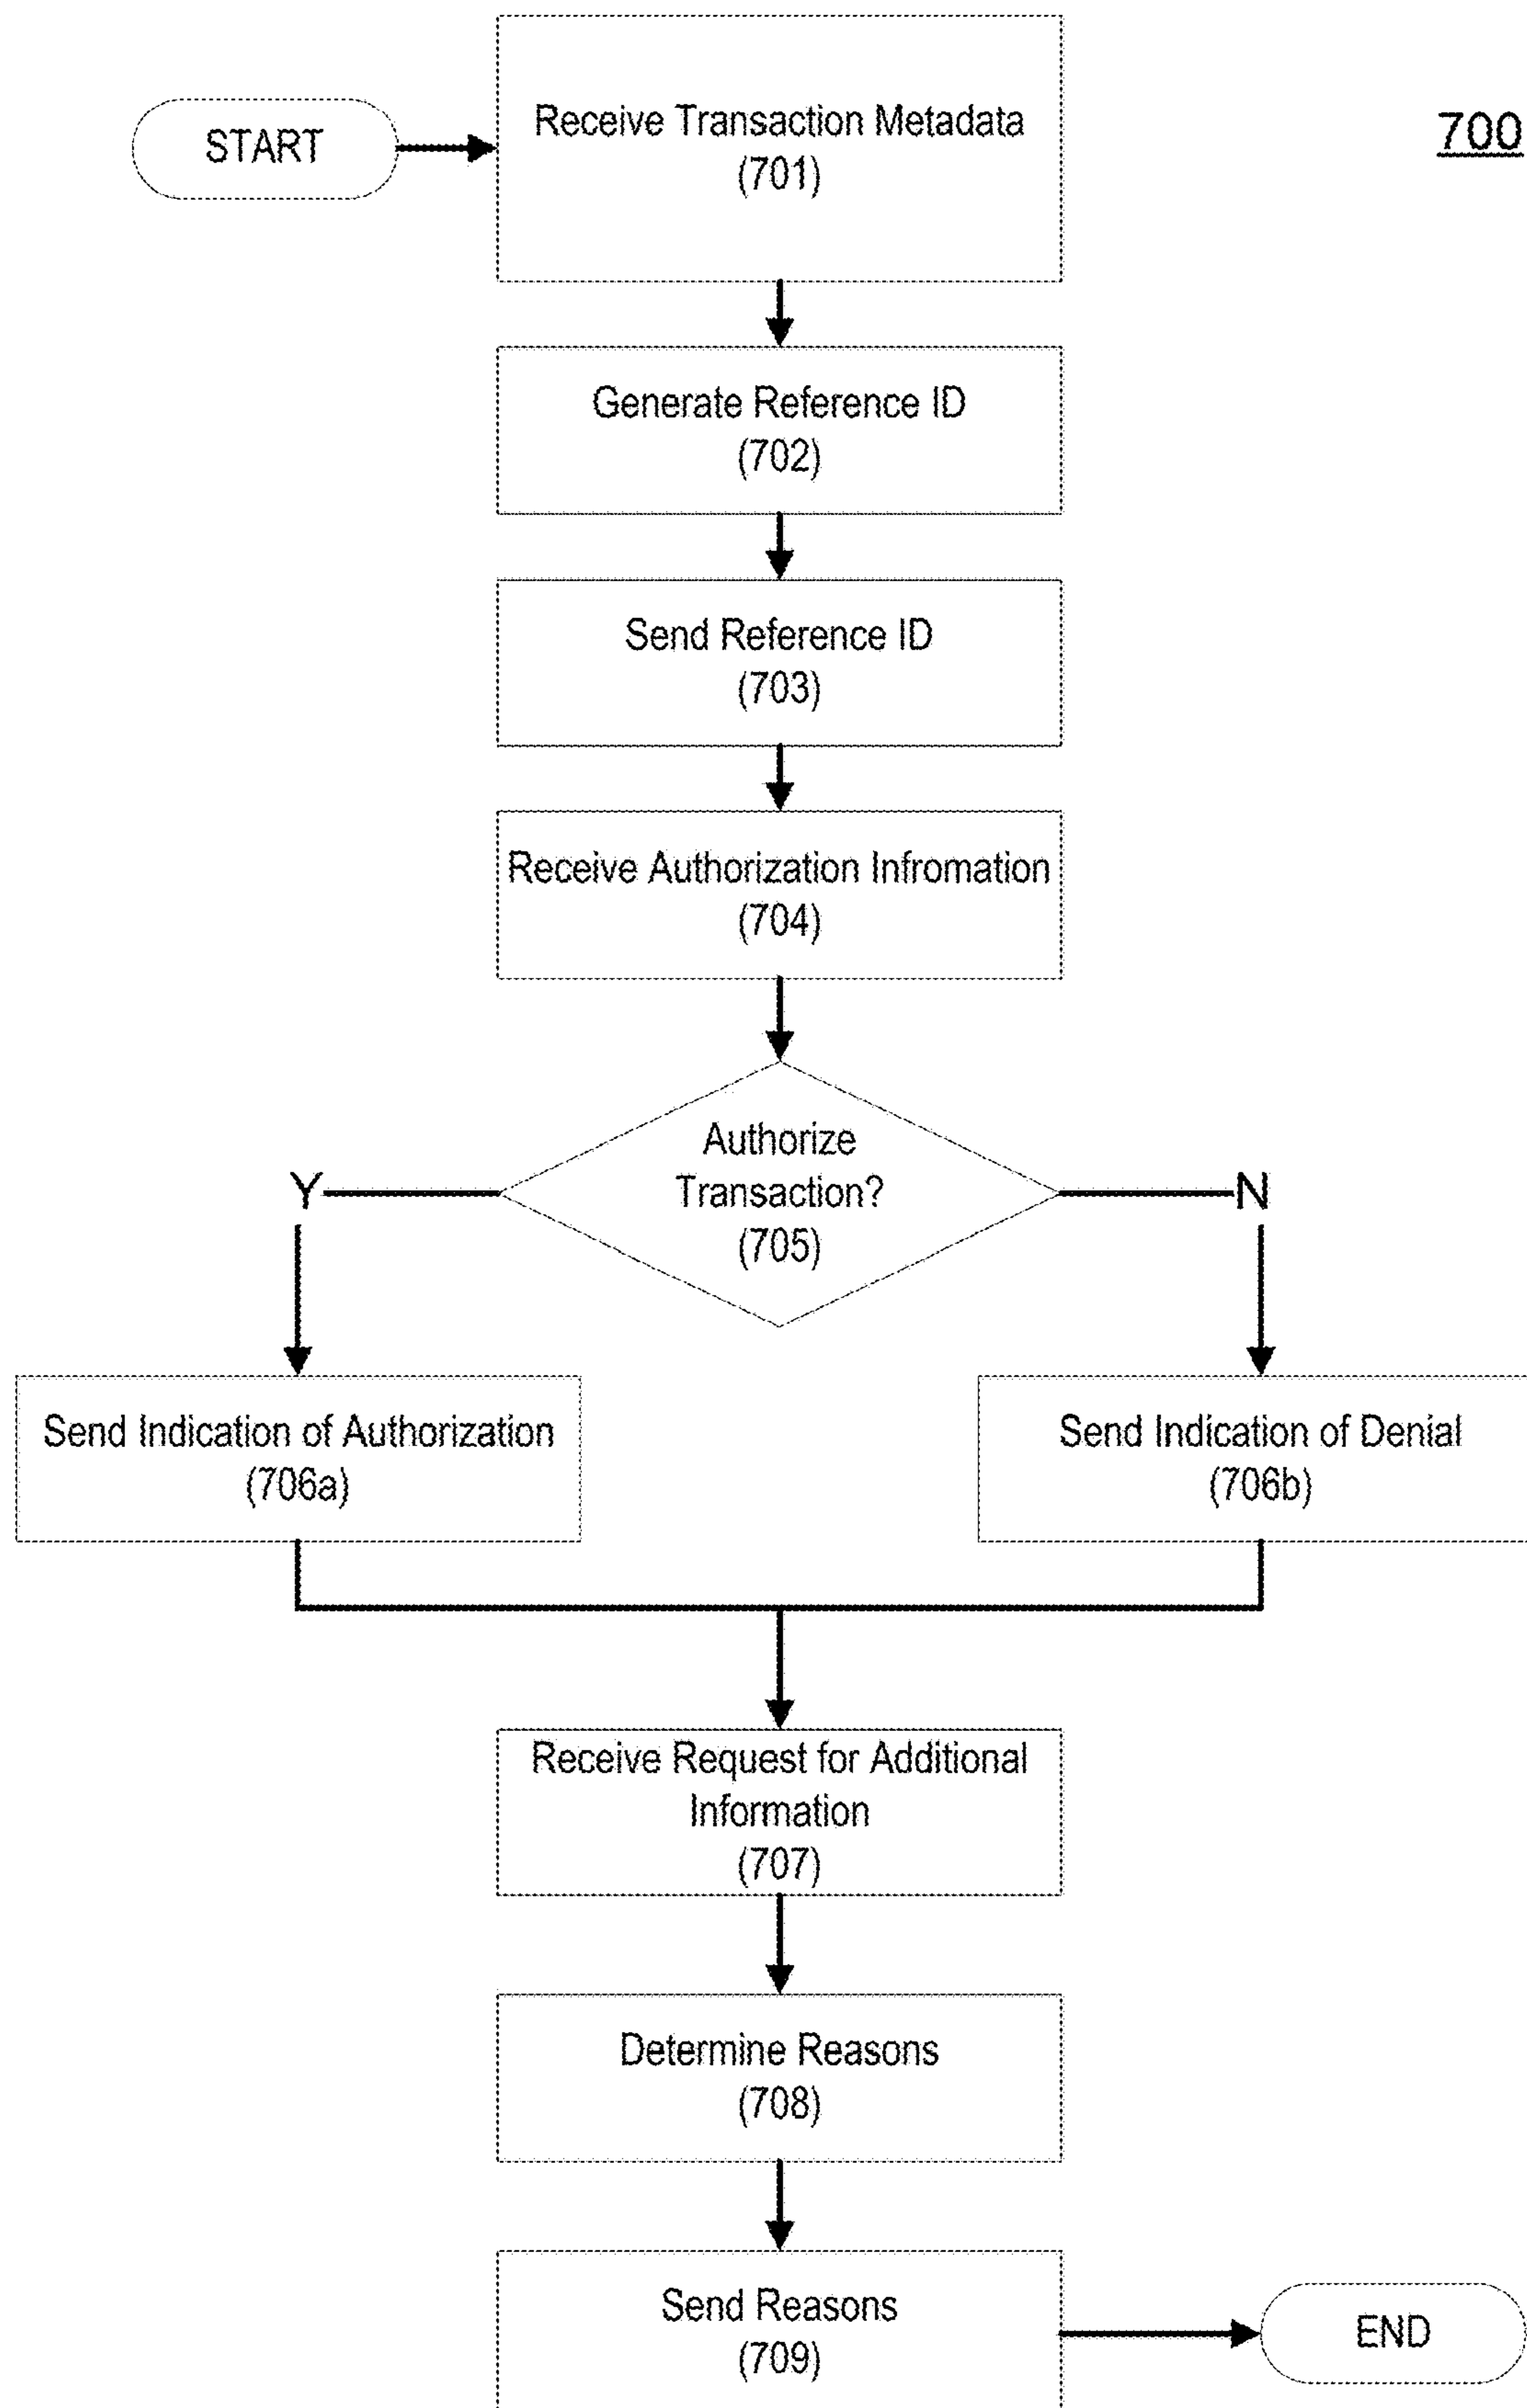 START
Receive Transaction Metadata
(701)
700
Generate Reference ID
(702)
Send Reference ID
(703)
Receive Authorization Infromation
(704)
Authorize
Transaction?
(705)
Y
N
Send Indication of Authorization
(706a)
Send Indication of Denial
(706b)
Receive Request for Additional
Information
(707)
Determine Reasons
(708)
Send Reasons
(709)
END